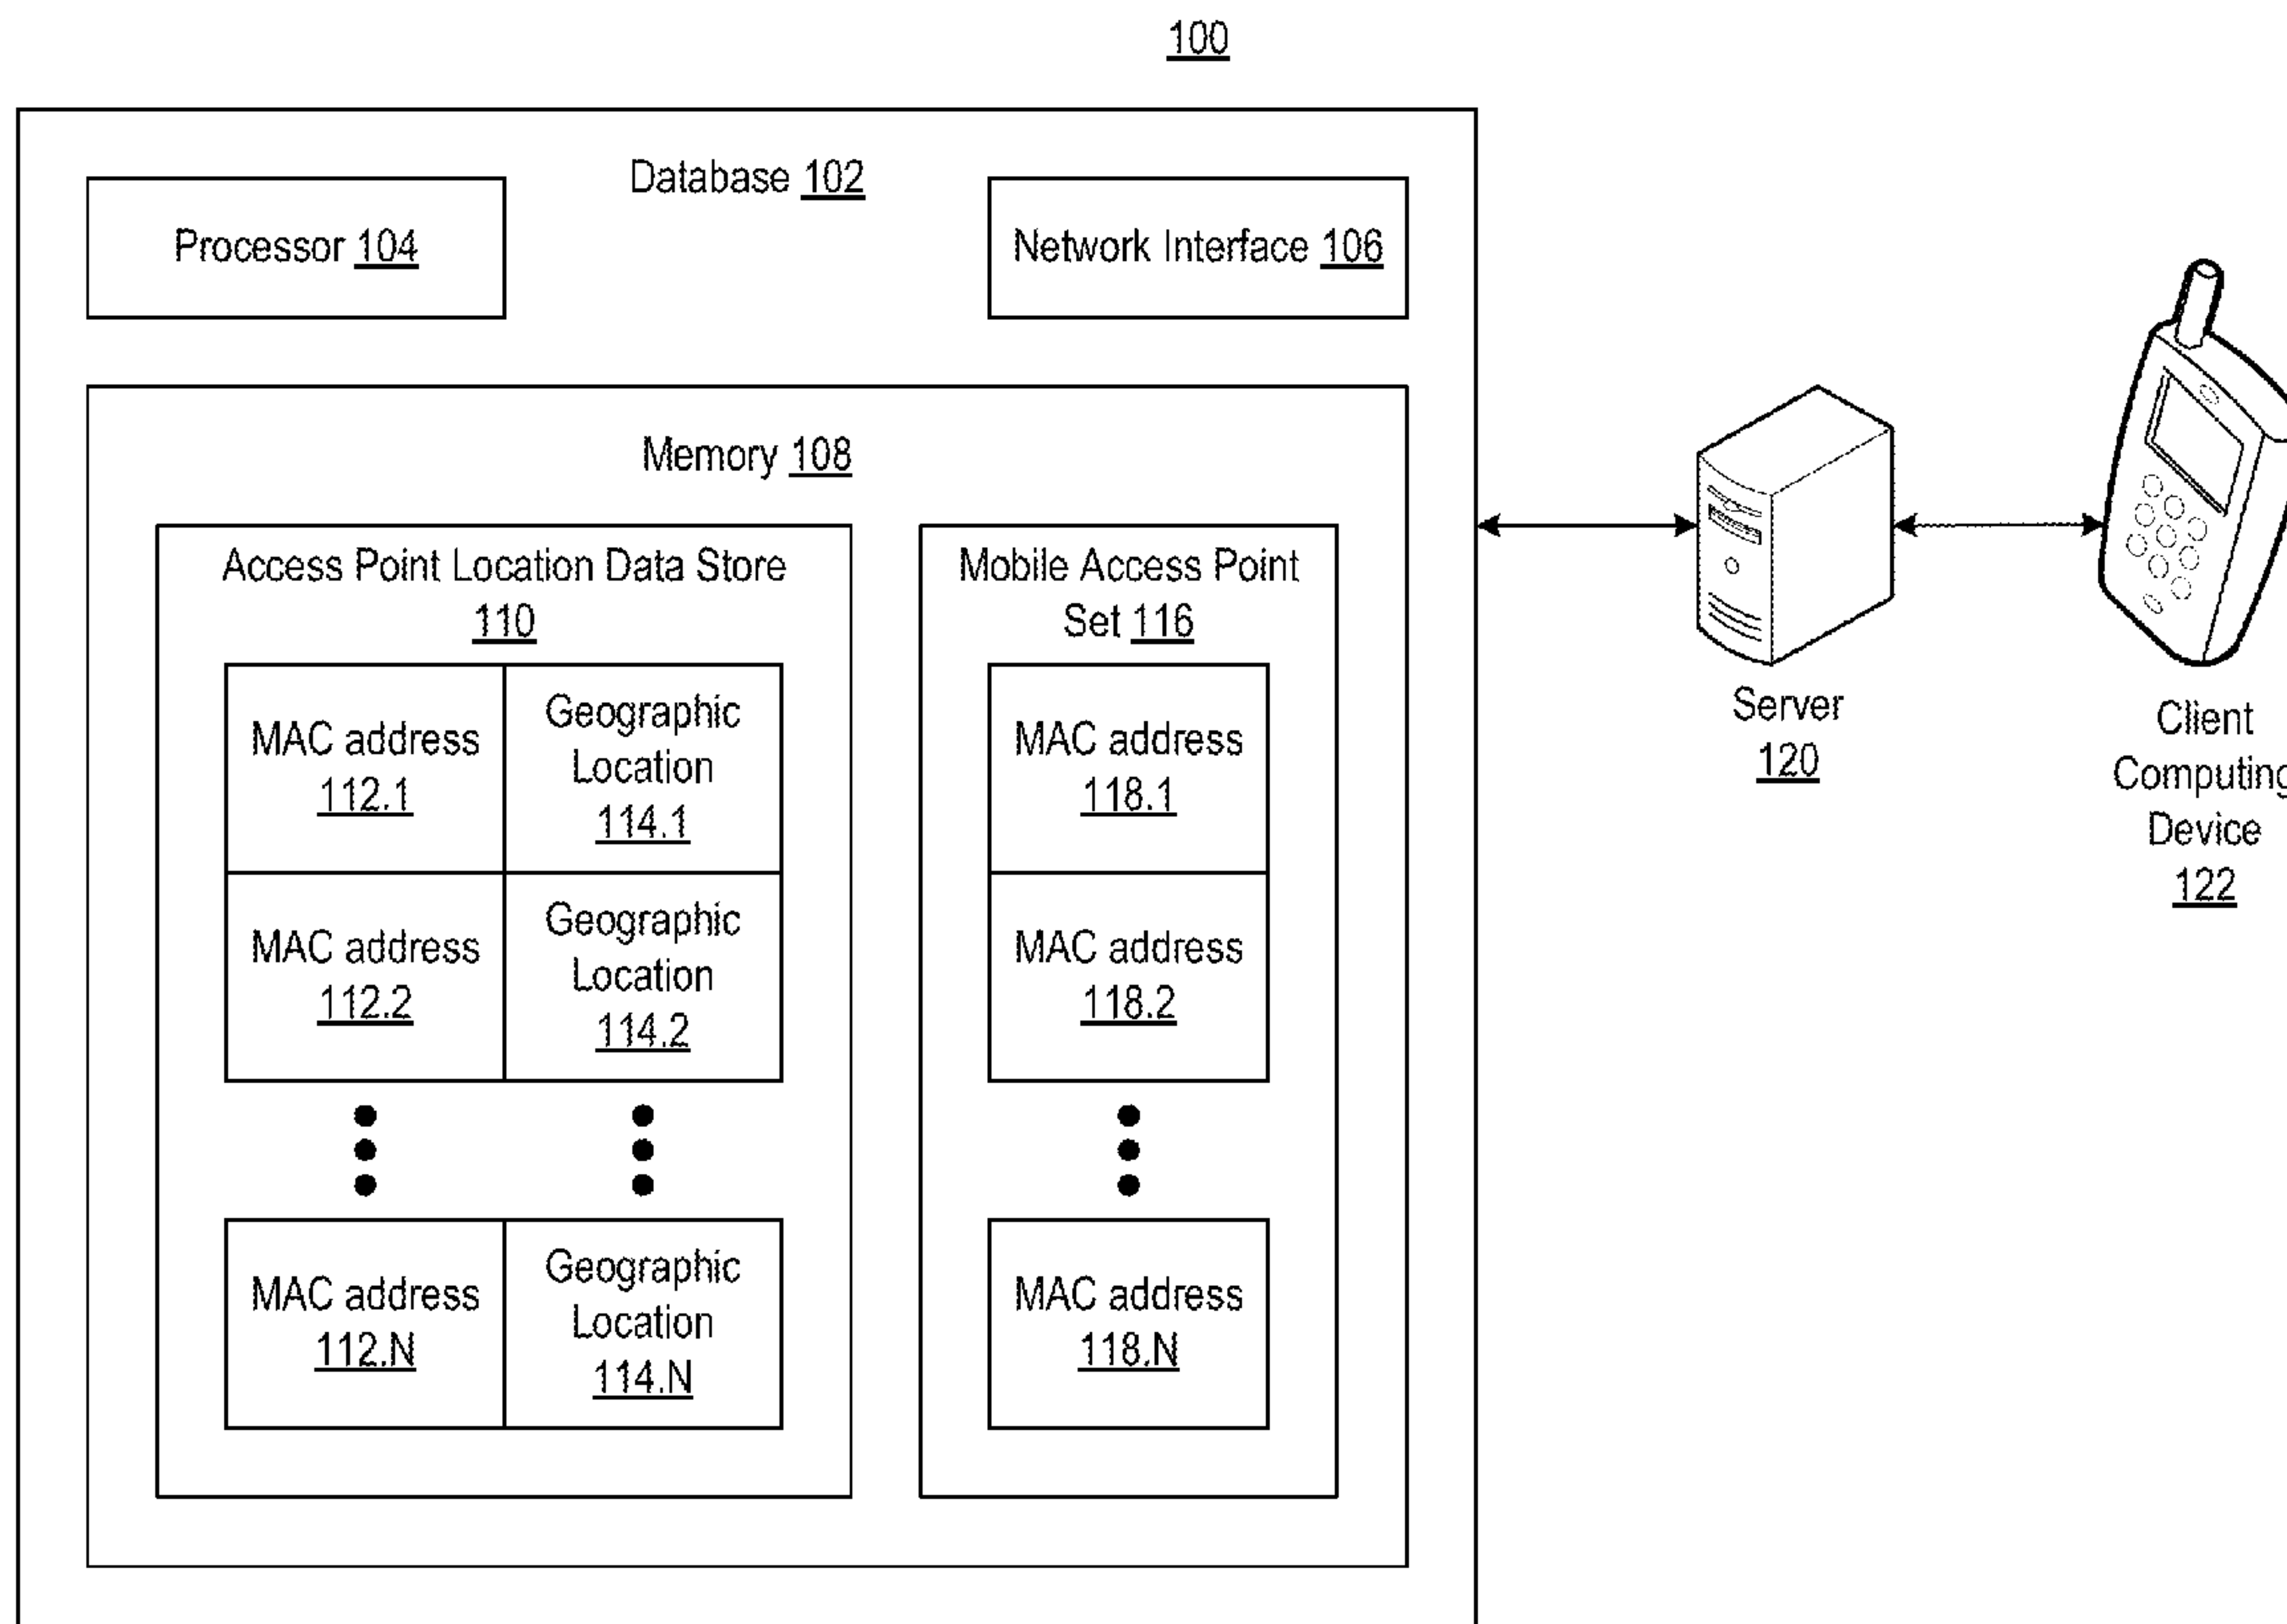 100
Database 102
Processor 104
Network Interface 106
Memory 108
Access Point Location Data Store
110
MAC address
112.1
Geographic
Location
114.1
MAC address
112.2
Geographic
Location
114.2
MAC address
112.N
Geographic
Location
114.N
Mobile Access Point
Set 116
MAC address
118.1
MAC address
118.2
MAC address
118.N
Server
120
Client
Computing
Device
122